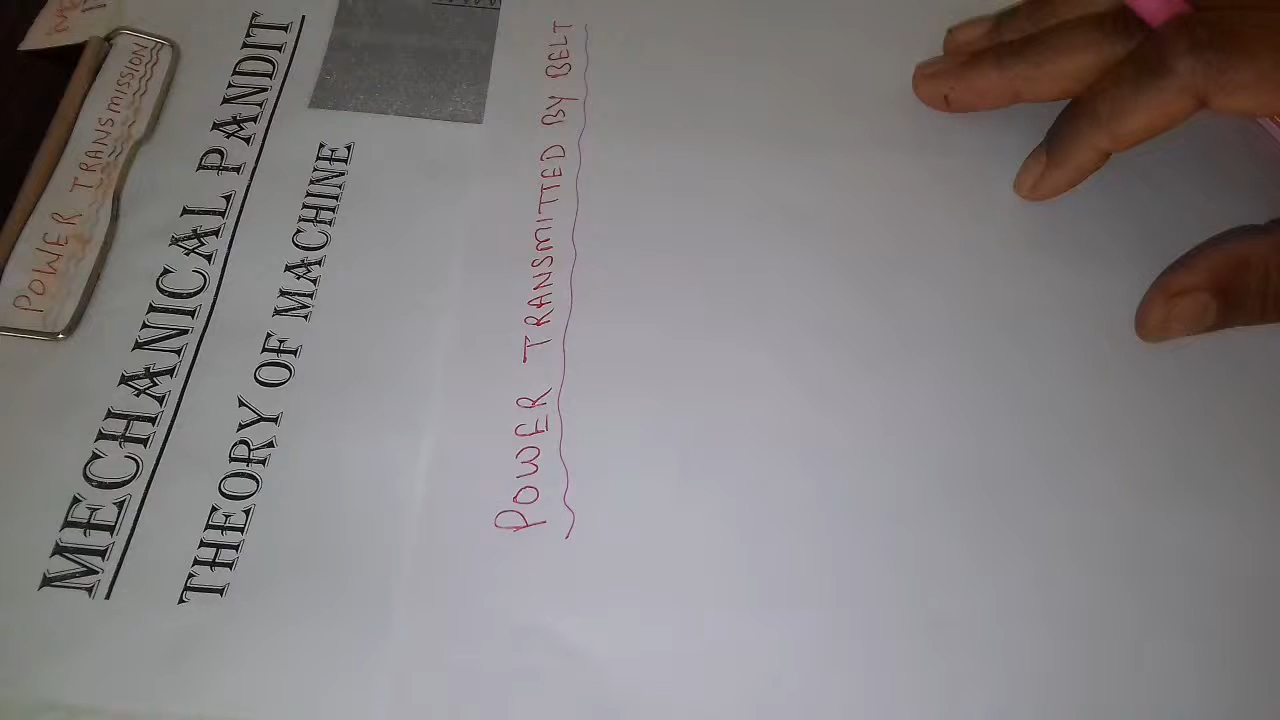 POWER TRANSMISSION
MECHANICAL PANDIT
THEORY OF MACHINE
POWER TRANSMITTED BY BELT